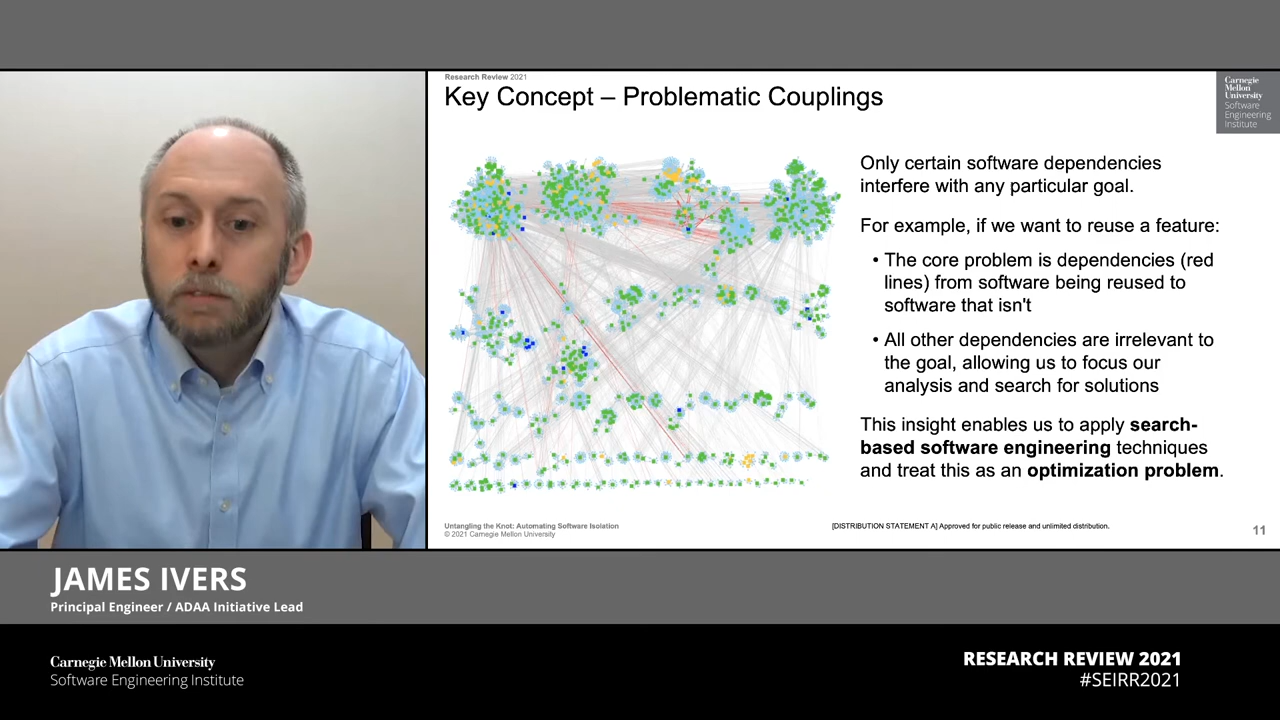 Research Review 2021
Key Concept – Problematic Couplings
Carnegie
Mellon
University
Software
Engineering
Institute
Only certain software dependencies
interfere with any particular goal.
For example, if we want to reuse a feature:
• The core problem is dependencies (red
lines) from software being reused to
software that isn't
• All other dependencies are irrelevant to
the goal, allowing us to focus our
analysis and search for solutions
This insight enables us to apply search-
based software engineering techniques
and treat this as an optimization problem.
Untangling the Knot: Automating Software Isolation
© 2021 Carnegie Mellon University
[DISTRIBUTION STATEMENT A] Approved for public release and unlimited distribution.
11
JAMES IVERS
Principal Engineer / ADAA Initiative Lead
Carnegie Mellon University
Software Engineering Institute
RESEARCH REVIEW 2021
#SEIRR2021